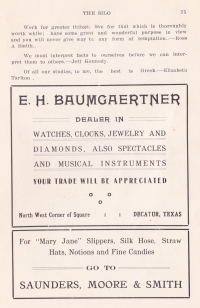 THE SILO 75
Work for greater things, live for that which is thoroughly
worth while; have some great and wonderful purpose in view
and you will never give way to any form of temptation.—Ross
A Smith.
We must interpret facts to ourselves before we can inter-
pret them to others.—Jeff Kennedy.
Of all our studies, to me, the best is Greek—Elizabeth
Tarlton.
E. H. BAUMGAERTNER
DEALER IN
WATCHES, CLOCKS, JEWELRY AND
DIAMONDS, ALSO SPECTACLES
AND MUSICAL INSTRUMENTS
YOUR TRADE WILL BE APPRECIATED
North West Corner of Square : : DECATUR, TEXAS
For "Mary Jane" Slippers, Silk Hose, Straw
Hats, Notions and Fine Candies
GO TO
SAUNDERS, MOORE & SMITH